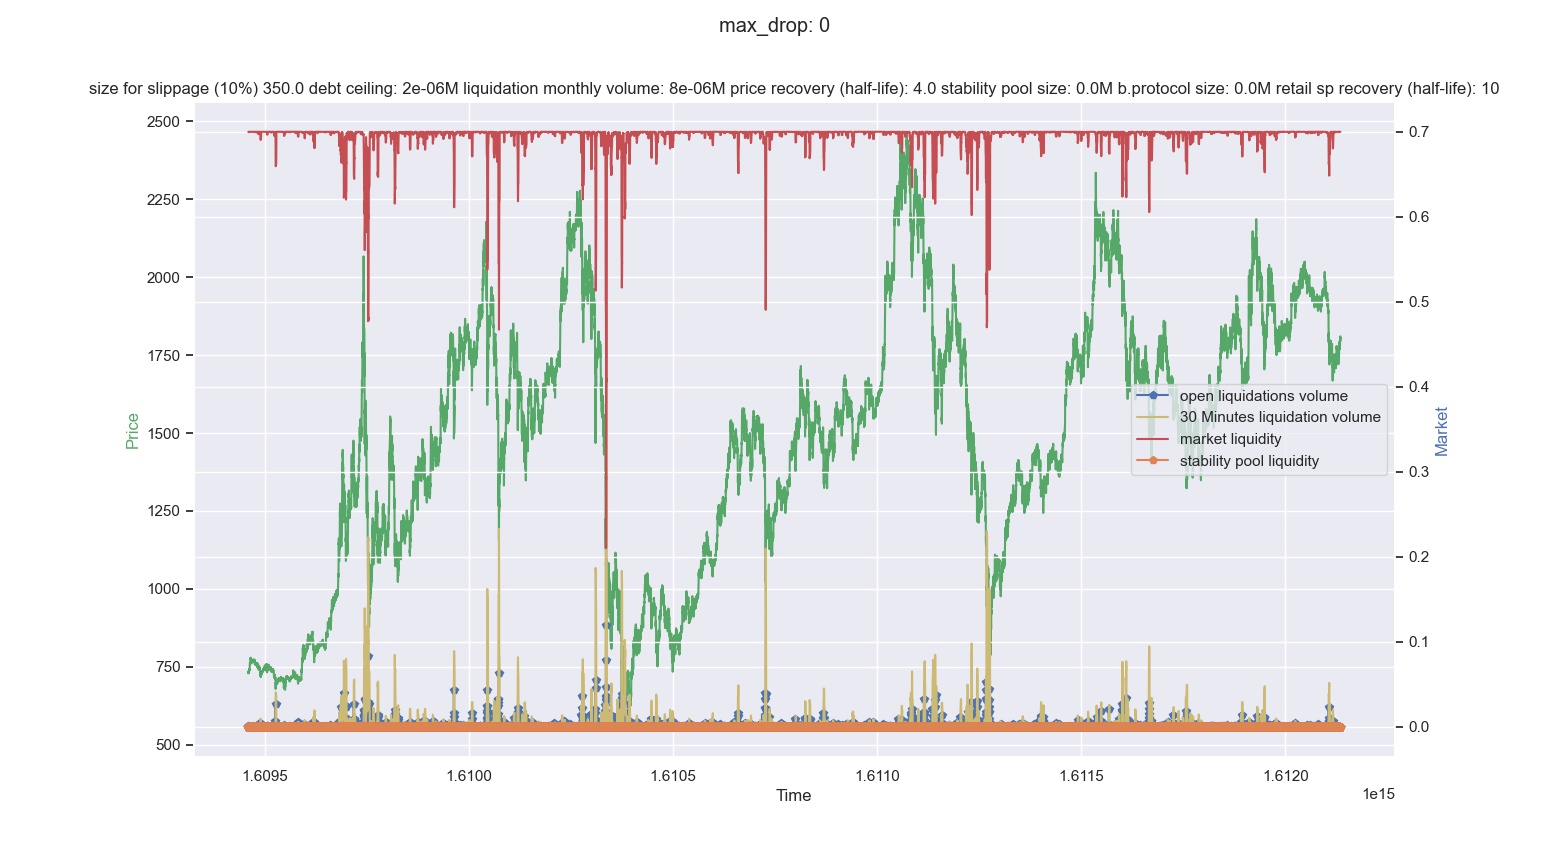 max_drop: 0
size for slippage (10%) 350.0 debt ceiling: 2e-06M liquidation monthly volume: 8e-06M price recovery (half-life): 4.0 stability pool size: 0.0M b.protocol size: 0.0M retail sp recovery (half-life): 10
2500
2250
2000
1750
1500
1250
1000
750
500
Price
0.7
0.6
0.5
0.4
0.3
0.2
0.1
0.0
Market
open liquidations volume
30 Minutes liquidation volume
market liquidity
stability pool liquidity
1.6095
1.6100
1.6105
1.6110
1.6115
1.6120
Time
1e15